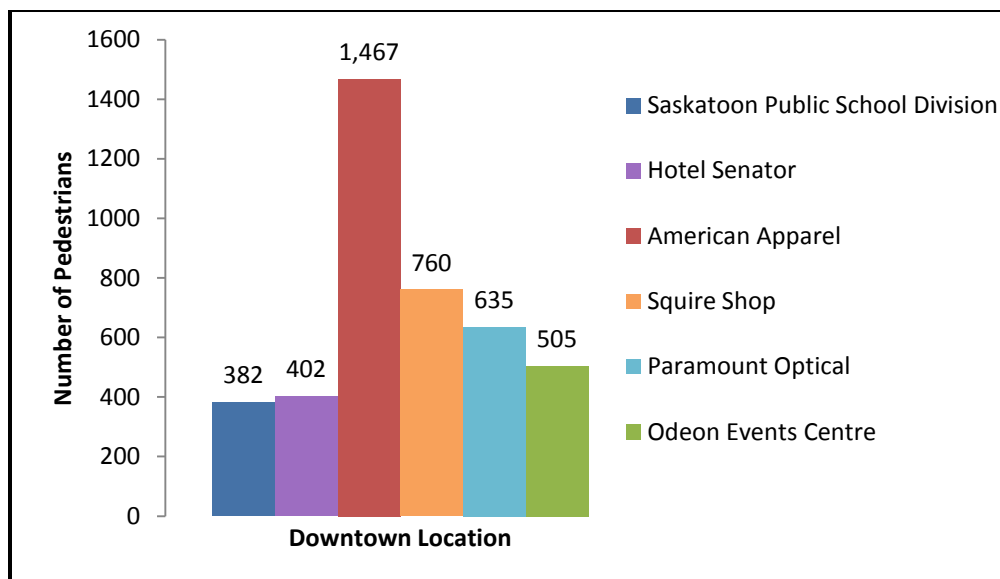 1600
1400
1200
1000
800
600
400
200
0
Number of Pedestrians
1,467
760
635
505
402
382
Downtown Location
Saskatoon Public School Division
Hotel Senator
American Apparel
Squire Shop
Paramount Optical
Odeon Events Centre